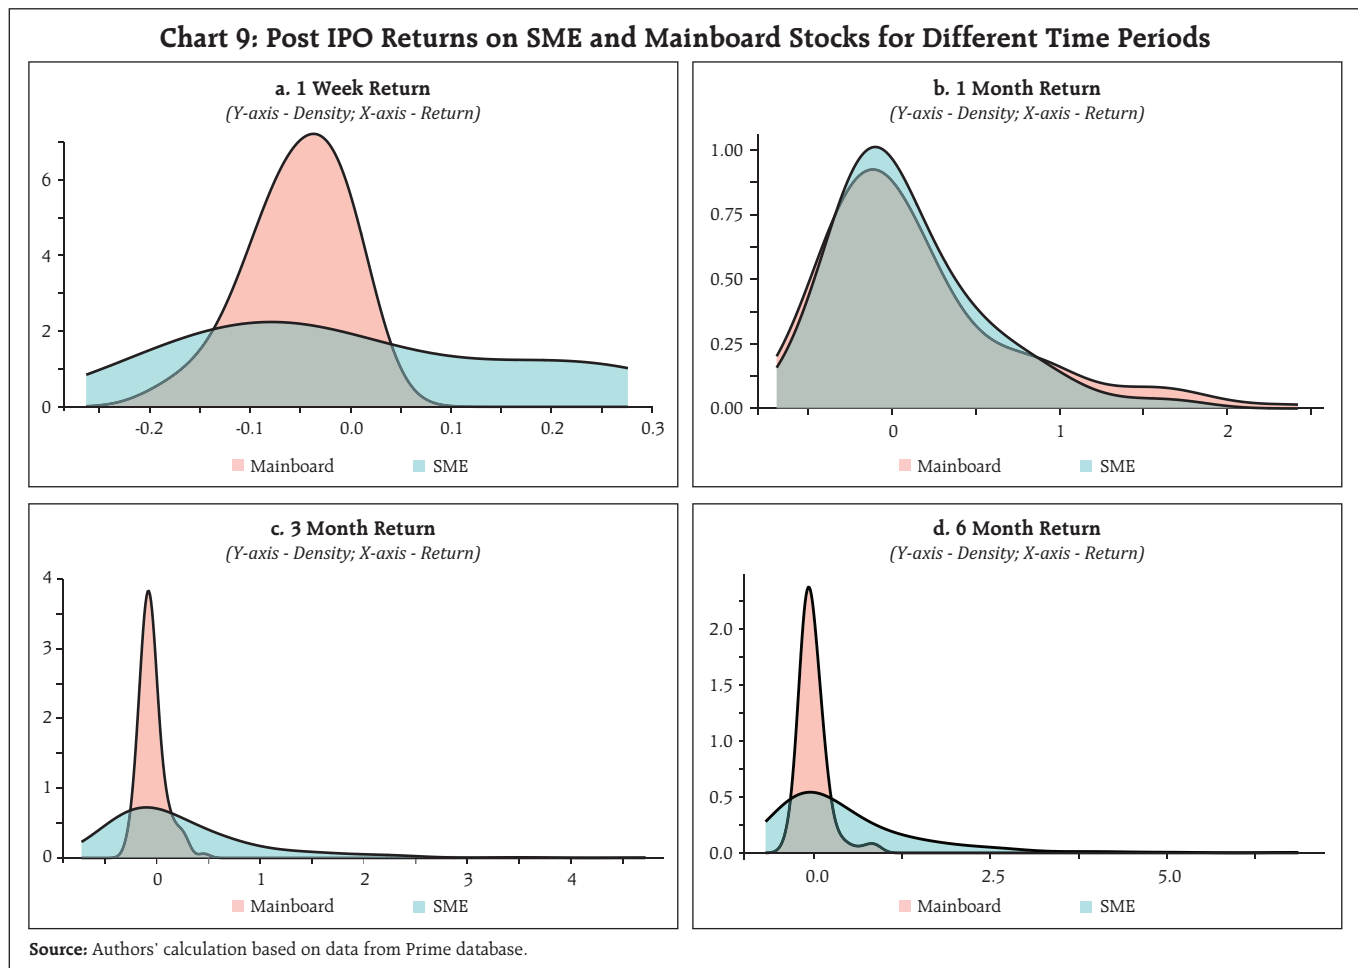 Chart 9: Post IPO Returns on SME and Mainboard Stocks for Different Time Periods
a. 1 Week Return
(Y-axis - Density; X-axis - Return)
6
4
2
0
-0.2 -0.1 0.0 0.1 0.2 0.3
Mainboard SME
b. 1 Month Return
(Y-axis - Density; X-axis - Return)
1.00
0.75
0.50
0.25
0.00
0 1 2
Mainboard SME
c. 3 Month Return
(Y-axis - Density; X-axis - Return)
4
3
2
1
0
0 1 2 3 4
Mainboard SME
d. 6 Month Return
(Y-axis - Density; X-axis - Return)
2.0
1.5
1.0
0.5
0.0
0.0 2.5 5.0
Mainboard SME
Source: Authors' calculation based on data from Prime database.